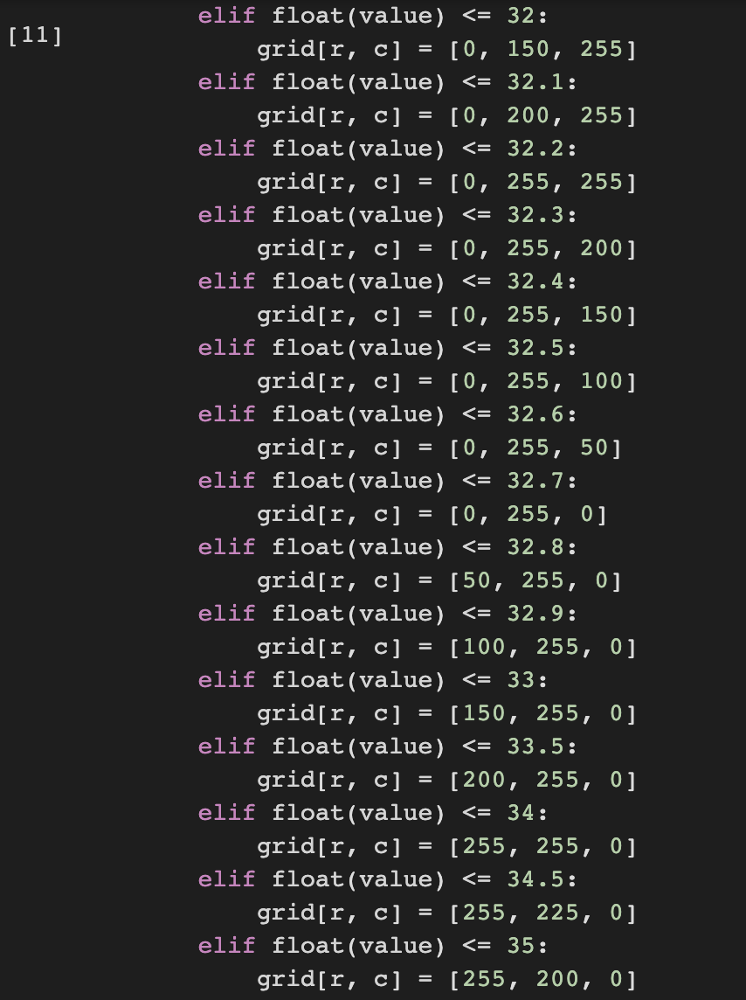 elif float(value) <= 32:
[11]
grid[r, c] = [0, 150, 255]
elif float(value) <= 32.1:
grid[r, c] = [0, 200, 255]
elif float(value) <= 32.2:
grid[r, c] = [0, 255, 255]
elif float(value) <= 32.3:
grid[r, c] = [0, 255, 200]
elif float(value) <= 32.4:
grid[r, c] = [0, 255, 150]
elif float(value) <= 32.5:
grid[r, c] = [0, 255, 100]
elif float(value) <= 32.6:
grid[r, c] = [0, 255, 50]
elif float(value) <= 32.7:
grid[r, c] = [0, 255, 0]
elif float(value) <= 32.8:
grid[r, c] = [50, 255, 0]
elif float(value) <= 32.9:
grid[r, c] = [100, 255, 0]
elif float(value) <= 33:
grid[r, c] = [150, 255, 0]
elif float(value) <= 33.5:
grid[r, c] = [200, 255, 0]
elif float(value) <= 34:
grid[r, c] = [255, 255, 0]
elif float(value) <= 34.5:
grid[r, c] = [255, 225, 0]
elif float(value) <= 35:
grid[r, c] = [255, 200, 0]